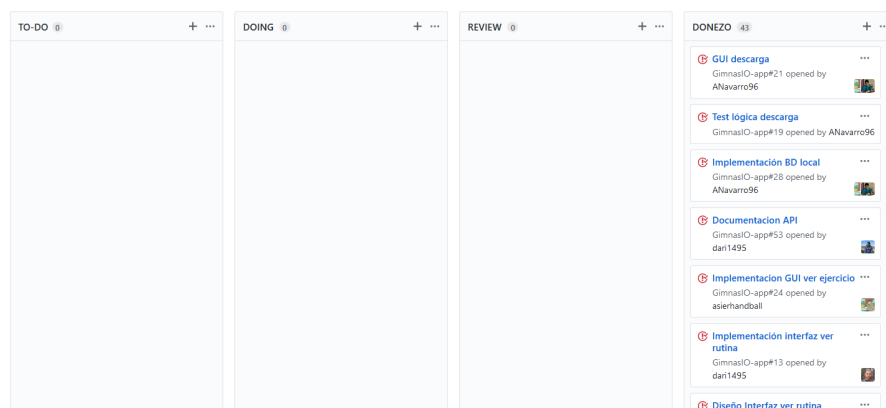 TO-DO 0
DOING 0
REVIEW 0
DONEZO 43
GUI descarga
GimnasIO-app#21 opened by
ANavarro96
Test lógica descarga
GimnasIO-app#19 opened by ANavarro96
Implementación BD local
GimnasIO-app#28 opened by
ANavarro96
Documentacion API
GimnasIO-app#53 opened by
dari1495
Implementacion GUI ver ejercicio
GimnasIO-app#24 opened by
asierhandball
Implementación interfaz ver
rutina
GimnasIO-app#13 opened by
dari1495
Diseño Interfaz ver rutina